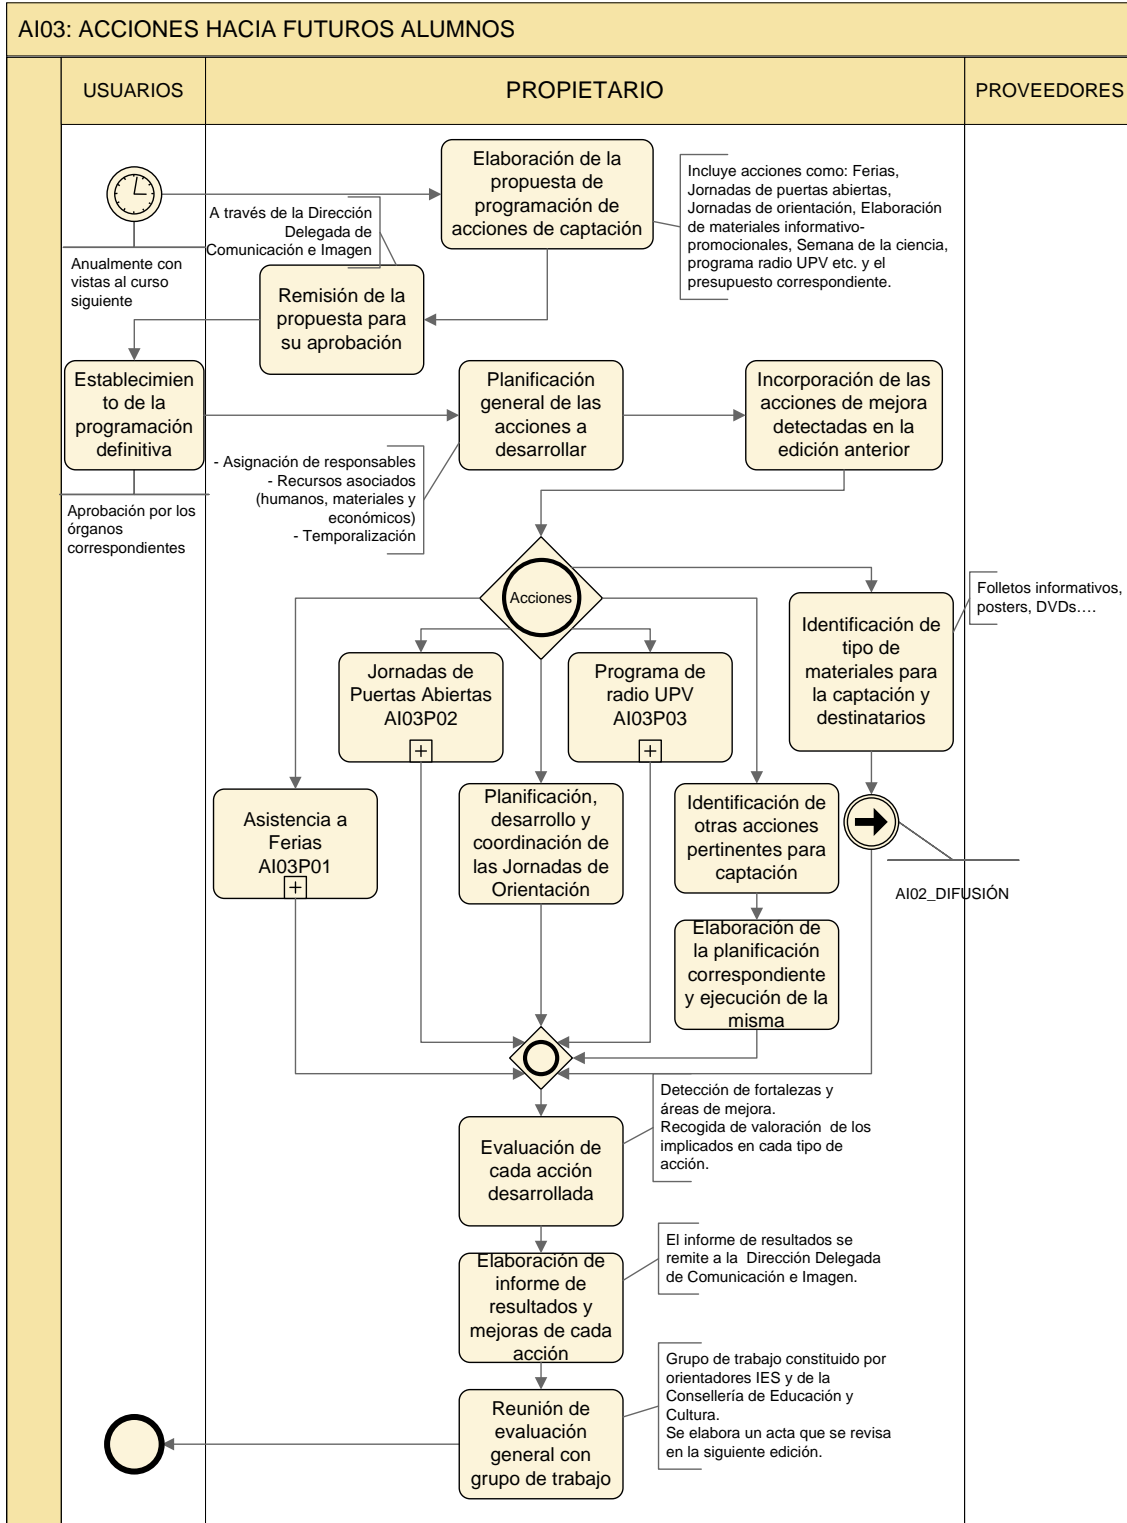 AI03: ACCIONES HACIA FUTUROS ALUMNOS
USUARIOS
PROPIETARIO
PROVEEDORES
Elaboración de la
propuesta de
programación de
acciones de captación
Incluye acciones como: Ferias,
Jornadas de puertas abiertas,
Jornadas de orientación, Elaboración
de materiales informativo-
promocionales, Semana de la ciencia,
programa radio UPV etc. y el
presupuesto correspondiente.
A través de la Dirección
Delegada de
Comunicación e Imagen
Anualmente con
vistas al curso
siguiente
Remisión de la
propuesta para
su aprobación
Establecimien
to de la
programación
definitiva
Planificación
general de las
acciones a
desarrollar
Incorporación de las
acciones de mejora
detectadas en la
edición anterior
- Asignación de responsables
- Recursos asociados
(humanos, materiales y
económicos)
- Temporalización
Aprobación por los
órganos
correspondientes
Acciones
Folletos informativos,
posters, DVDs....
Identificación de
tipo de
materiales para
la captación y
destinatarios
Jornadas de
Puertas Abiertas
AI03P02
Programa de
radio UPV
AI03P03
Asistencia a
Ferias
AI03P01
Planificación,
desarrollo y
coordinación de
las Jornadas de
Orientación
Identificación de
otras acciones
pertinentes para
captación
AI02_DIFUSIÓN
Elaboración de
la planificación
correspondiente
y ejecución de la
misma
Detección de fortalezas y
áreas de mejora.
Recogida de valoración de los
implicados en cada tipo de
acción.
Evaluación de
cada acción
desarrollada
El informe de resultados se
remite a la Dirección Delegada
de Comunicación e Imagen.
Elaboración de
informe de
resultados y
mejoras de cada
acción
Grupo de trabajo constituido por
orientadores IES y de la
Consellería de Educación y
Cultura.
Se elabora un acta que se revisa
en la siguiente edición.
Reunión de
evaluación
general con
grupo de trabajo